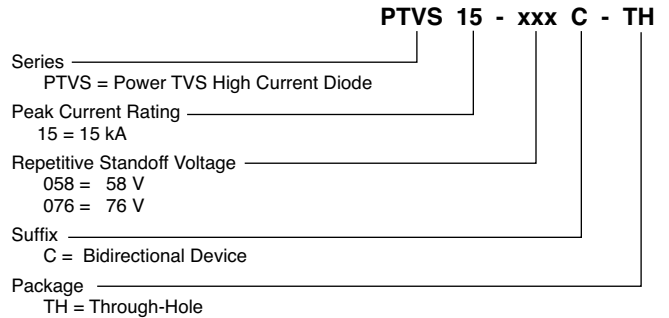 PTVS 15 - xxx C - TH
Series
PTVS = Power TVS High Current Diode
Peak Current Rating
15 = 15 kA
Repetitive Standoff Voltage
058 = 58 V
076 = 76 V
Suffix
C = Bidirectional Device
Package
TH = Through-Hole